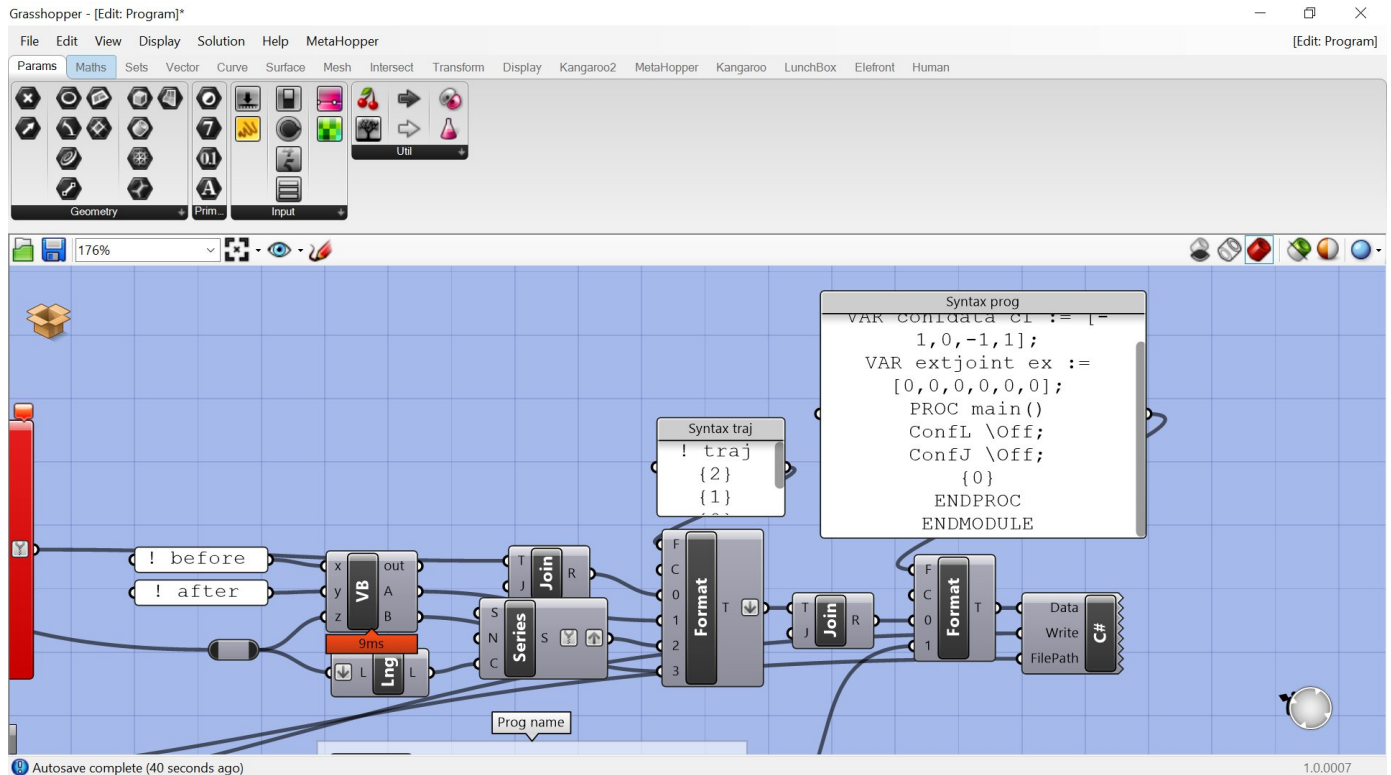 Grasshopper - [Edit: Program]*
File Edit View Display Solution Help MetaHopper [Edit: Program]
Params Maths Sets Vector Curve Surface Mesh Intersect Transform Display Kangaroo2 MetaHopper Kangaroo LunchBox Elefront Human
Geometry Prim... Input Util
176%
Syntax prog
VAR confdata cf := [-
1,0,-1,1];
VAR extjoint ex :=
[0,0,0,0,0,0];
PROC main()
ConfL \Off;
ConfJ \Off;
{0}
ENDPROC
ENDMODULE
Syntax traj
! traj
{2}
{1}
! before
! after
x y z VB out A B
9ms
L Lng L
T J Join R
S N C Series S
F C 0 1 2 3 Format T
T J Join R
F C 0 1 Format T
Data
Write
FilePath
C#
Prog name
Autosave complete (40 seconds ago) 1.0.0007